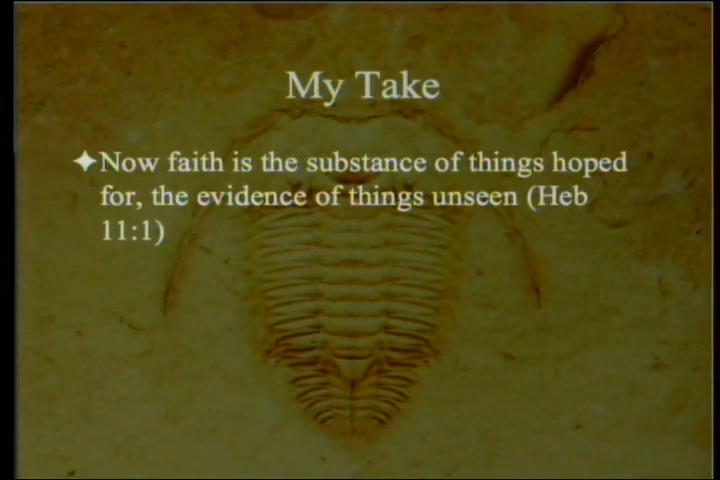 My Take
✦Now faith is the substance of things hoped
for, the evidence of things unseen (Heb
11:1)